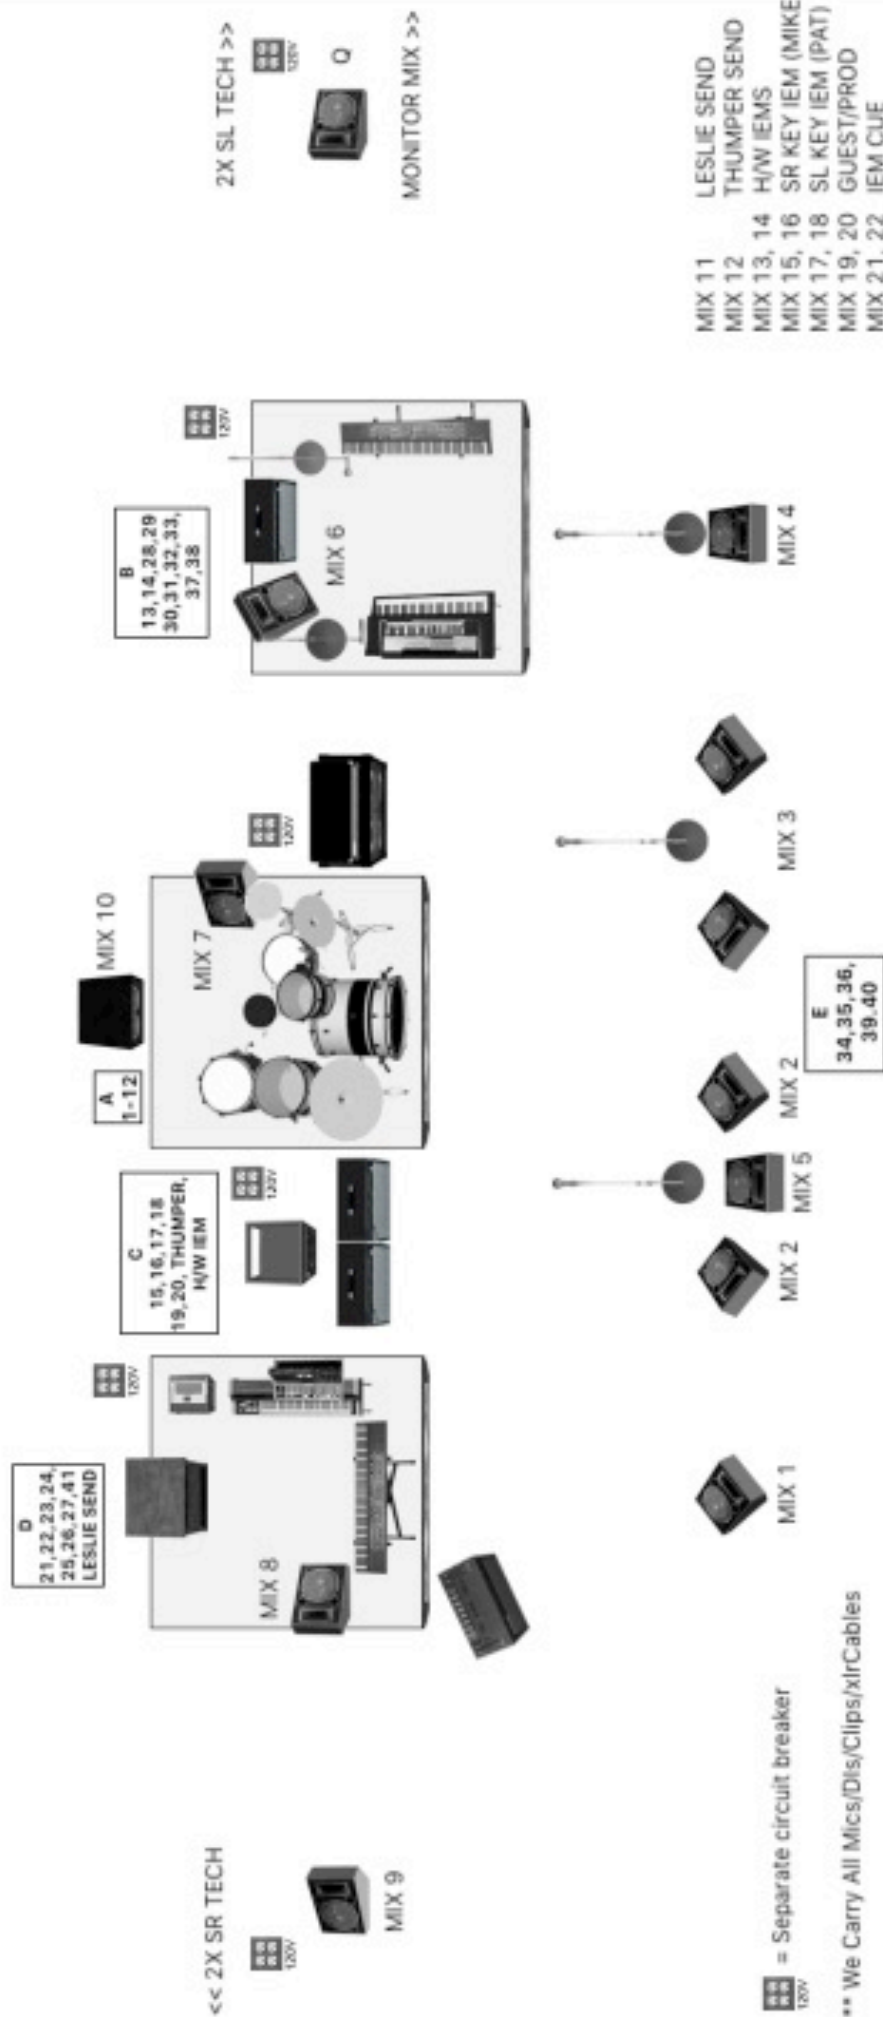 2X SL TECH >>
120V
Q
MONITOR MIX >>
B
13,14,28,29
30,31,32,33,
37,38
120V
MIX 6
MIX 4
MIX 10
A
1-12
MIX 7
120V
MIX 3
E
34,35,36,
39.40
C
15,16,17,18
19,20, THUMPER,
H/W IEM
120V
MIX 2
MIX 5
MIX 2
D
21,22,23,24,
25,26,27,41
LESLIE SEND
120V
MIX 8
MIX 1
<< 2X SR TECH
120V
MIX 9
120V
= Separate circuit breaker
** We Carry All Mics/DIs/Clips/xlrCables
MIX 11 LESLIE SEND
MIX 12 THUMPER SEND
MIX 13, 14 H/W IEMS
MIX 15, 16 SR KEY IEM (MIKE
MIX 17, 18 SL KEY IEM (PAT)
MIX 19, 20 GUEST/PROD
MIX 21, 22 IEM CUE